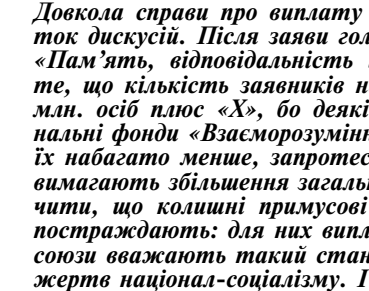 Довкола справи про виплату
ток дискусій. Після заяви гол
«Пам’ять, відповідальність
те, що кількість заявників н
млн. осіб плюс «Х», бо деякі
нальні фонди «Взаєморозумінн
їх набагато менше, запротес
вимагають збільшення загаль
чити, що колишні примусові
постраждають: для них випл
союзи вважають такий стан
жертв націонал-соціалізму. І